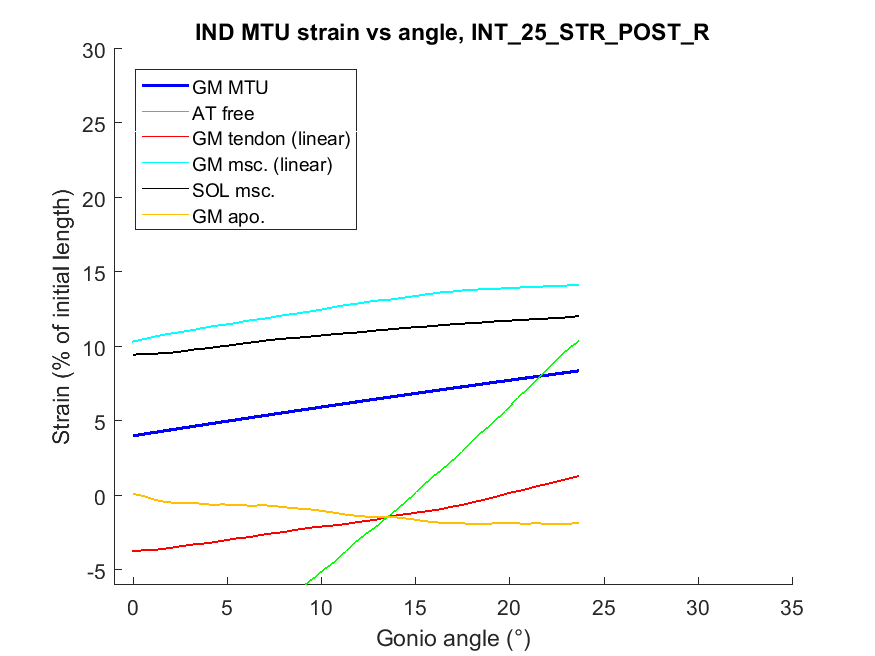 IND MTU strain vs angle, INT_25_STR_POST_R
30
25
20
15
10
5
0
-5
Strain (% of initial length)
GM MTU
AT free
GM tendon (linear)
GM msc. (linear)
SOL msc.
GM apo.
0 5 10 15 20 25 30 35
Gonio angle (°)